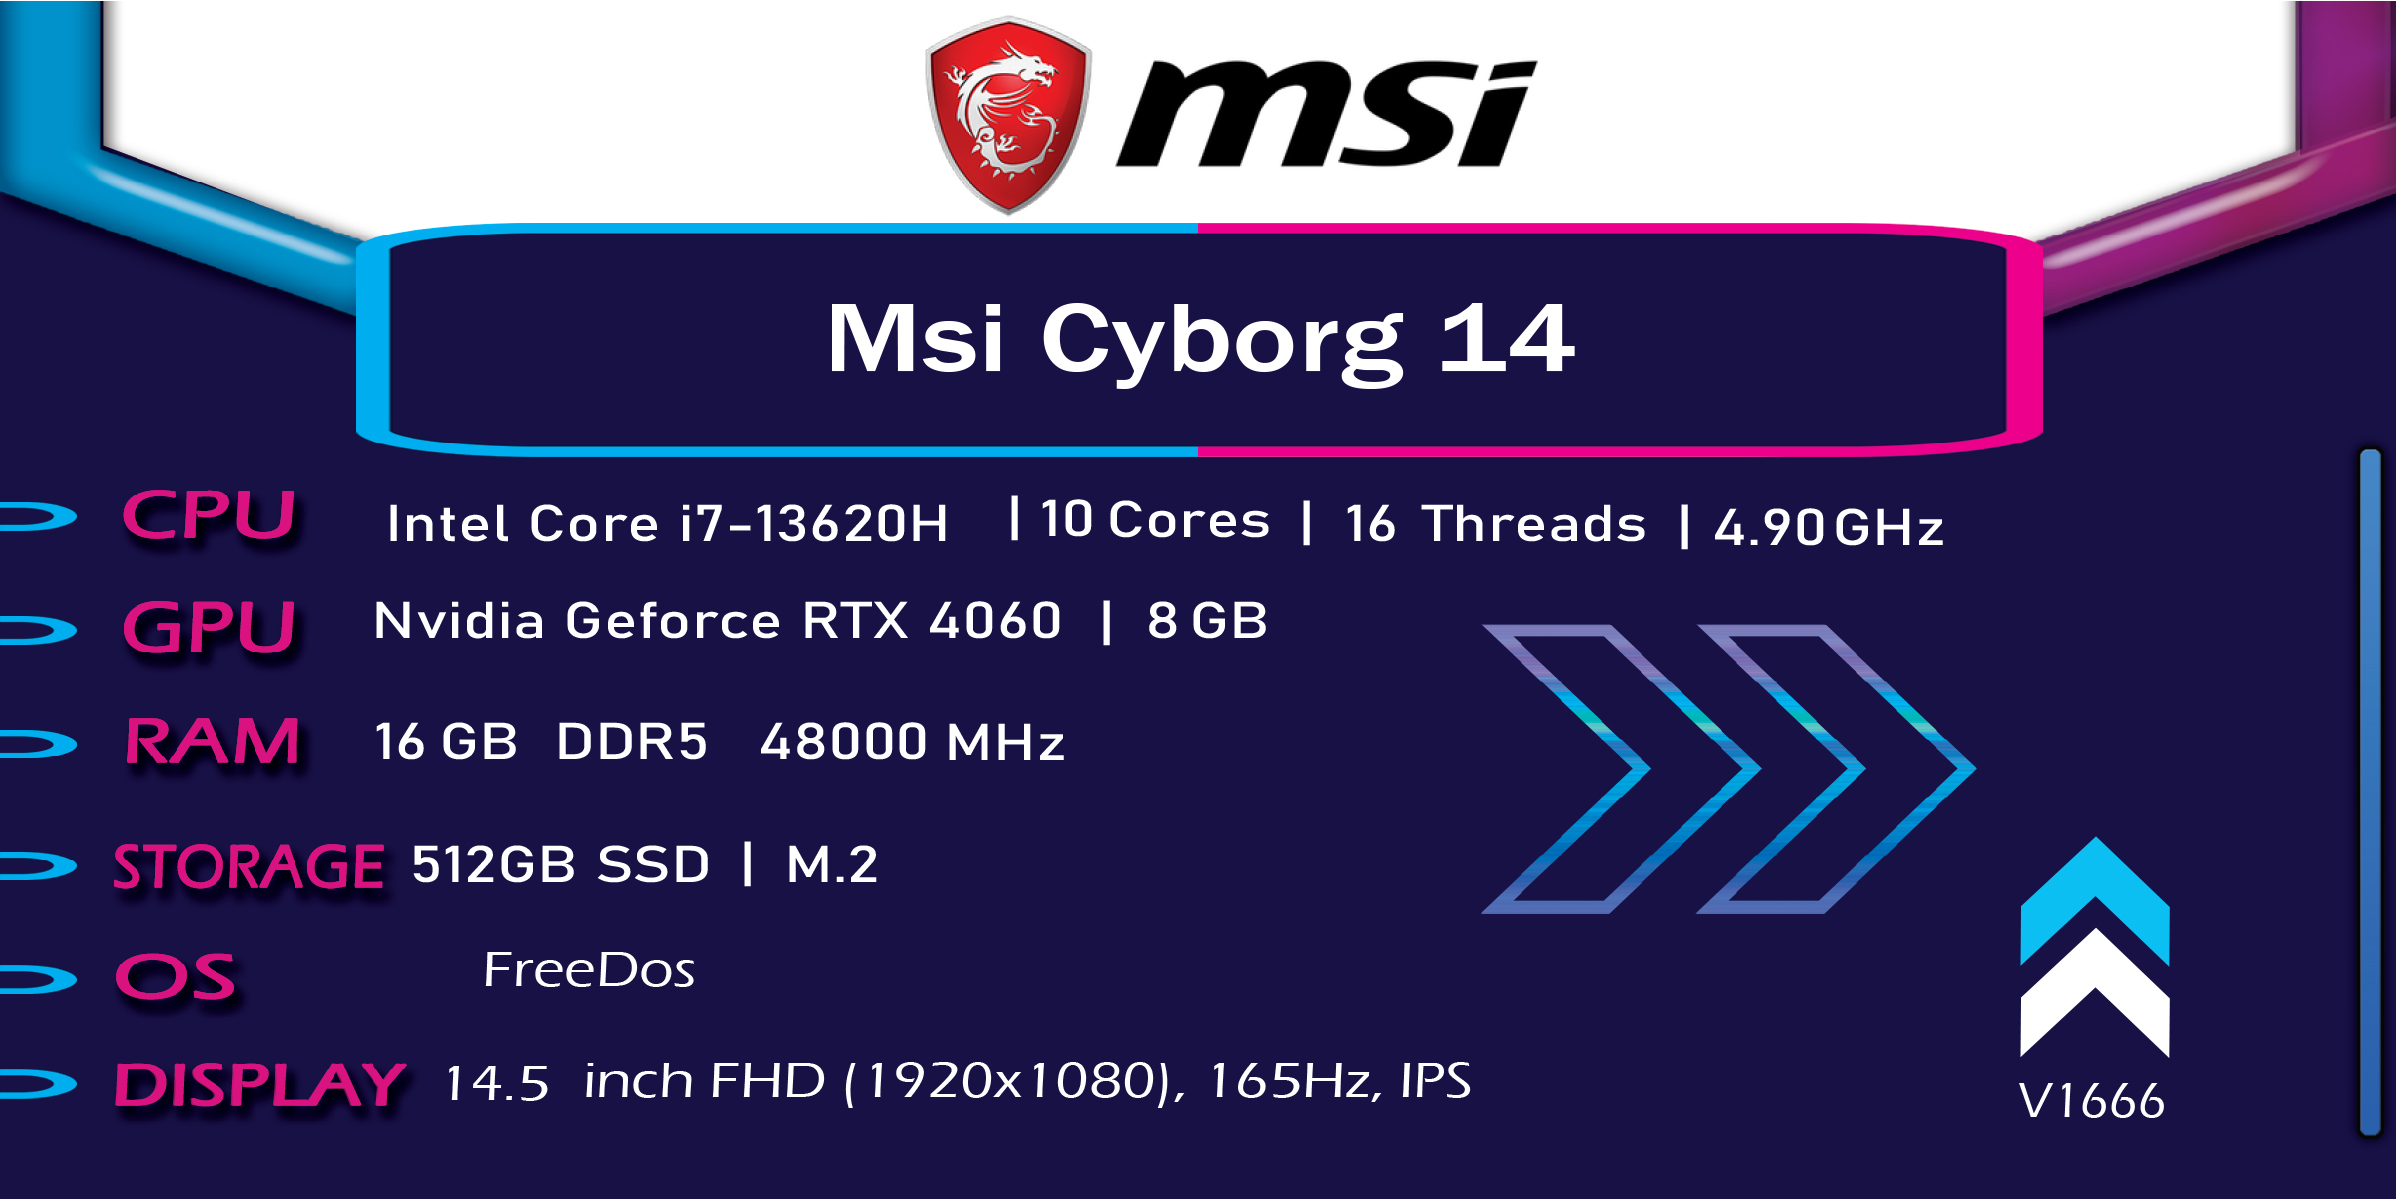 msi
Msi Cyborg 14
CPU Intel Core i7-13620H | 10 Cores | 16 Threads | 4.90GHz
GPU Nvidia Geforce RTX 4060 | 8 GB
RAM 16 GB DDR5 48000 MHz
STORAGE 512GB SSD | M.2
OS FreeDos
DISPLAY 14.5 inch FHD (1920x1080), 165Hz, IPS
V1666